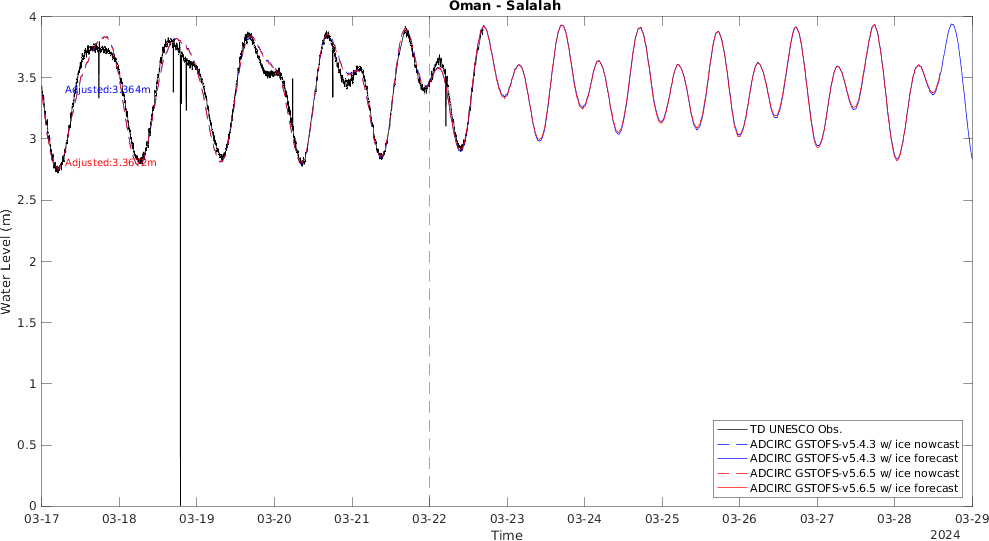 Oman - Salalah
4
3.5
3
2.5
2
1.5
1
0.5
0
Water Level (m)
Adjusted:3.364m
TD UNESCO Obs.
ADCIRC GSTOFS-v5.4.3 w/ ice nowcast
ADCIRC GSTOFS-v5.4.3 w/ ice forecast
ADCIRC GSTOFS-v5.6.5 w/ ice nowcast
ADCIRC GSTOFS-v5.6.5 w/ ice forecast
03-17 03-18 03-19 03-20 03-21 03-22 03-23 03-24 03-25 03-26 03-27 03-28 03-29
Time
2024